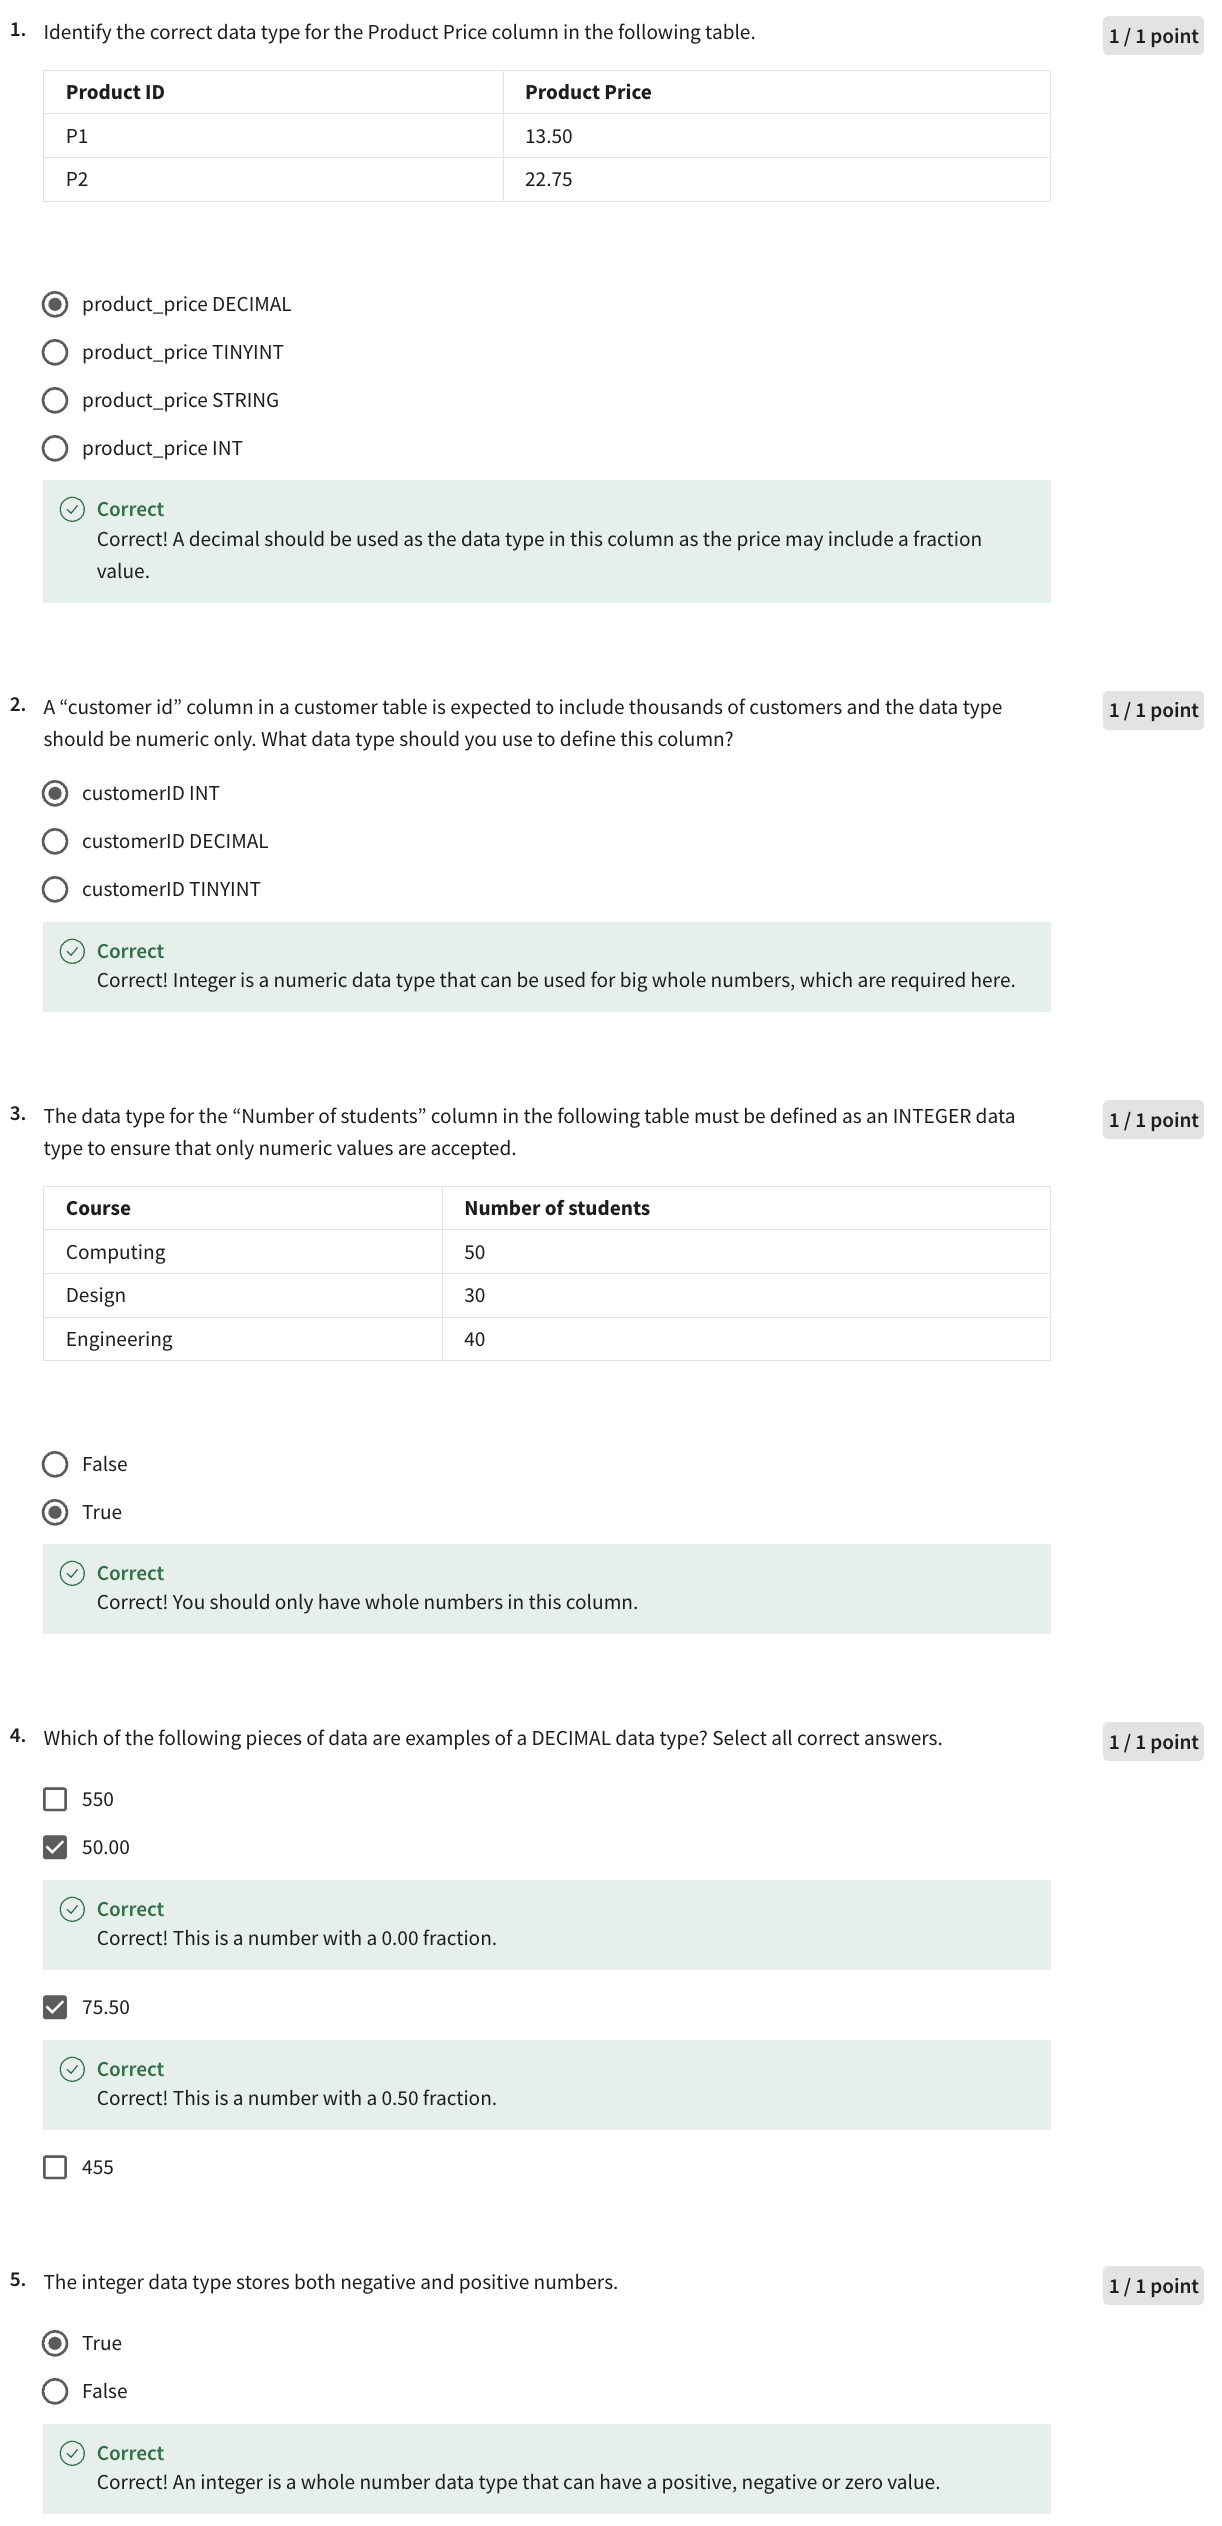 1. Identify the correct data type for the Product Price column in the following table.
1 / 1 point
Product ID Product Price
P1 13.50
P2 22.75
product_price DECIMAL
product_price TINYINT
product_price STRING
product_price INT
Correct
Correct! A decimal should be used as the data type in this column as the price may include a fraction
value.
2. A “customer id” column in a customer table is expected to include thousands of customers and the data type
should be numeric only. What data type should you use to define this column?
1 / 1 point
customerID INT
customerID DECIMAL
customerID TINYINT
Correct
Correct! Integer is a numeric data type that can be used for big whole numbers, which are required here.
3. The data type for the “Number of students” column in the following table must be defined as an INTEGER data
type to ensure that only numeric values are accepted.
1 / 1 point
Course Number of students
Computing 50
Design 30
Engineering 40
False
True
Correct
Correct! You should only have whole numbers in this column.
4. Which of the following pieces of data are examples of a DECIMAL data type? Select all correct answers.
1 / 1 point
550
50.00
Correct
Correct! This is a number with a 0.00 fraction.
75.50
Correct
Correct! This is a number with a 0.50 fraction.
455
5. The integer data type stores both negative and positive numbers.
1 / 1 point
True
False
Correct
Correct! An integer is a whole number data type that can have a positive, negative or zero value.